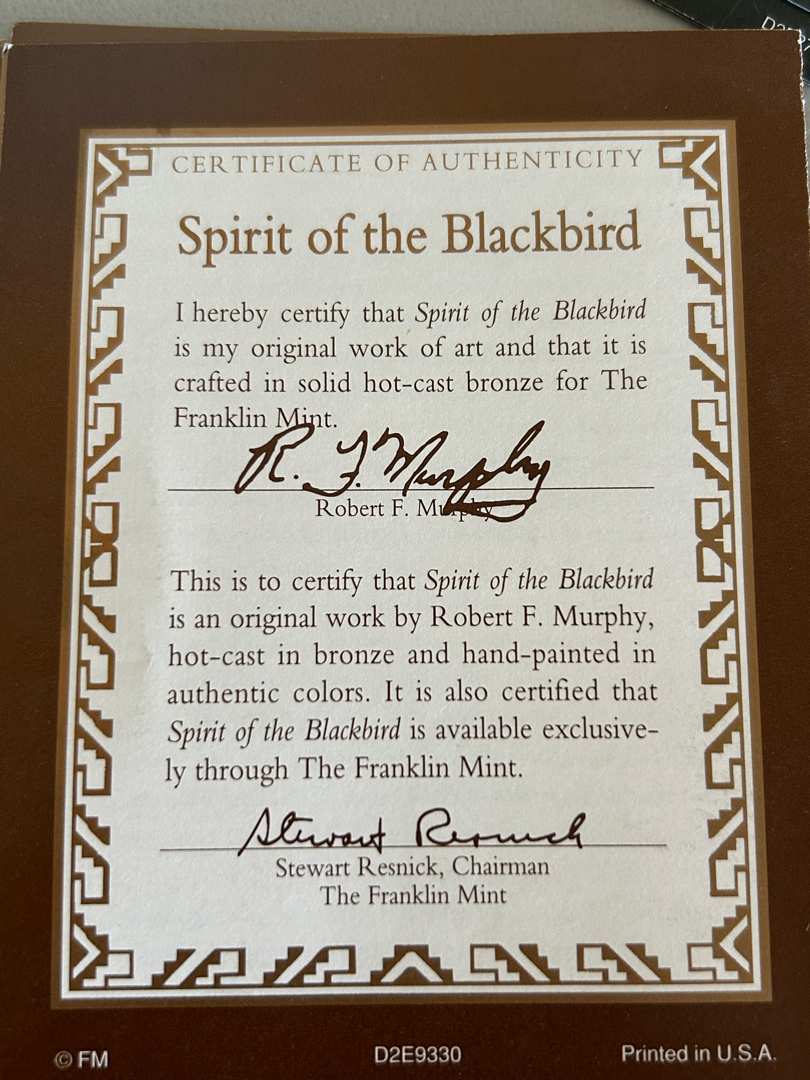 CERTIFICATE OF AUTHENTICITY
Spirit of the Blackbird
I hereby certify that Spirit of the Blackbird
is my original work of art and that it is
crafted in solid hot-cast bronze for The
Franklin Mint.
R. F. Murphy
Robert F. Murphy
This is to certify that Spirit of the Blackbird
is an original work by Robert F. Murphy,
hot-cast in bronze and hand-painted in
authentic colors. It is also certified that
Spirit of the Blackbird is available exclusive-
ly through The Franklin Mint.
Stewart Resnick
Stewart Resnick, Chairman
The Franklin Mint
© FM
D2E9330
Printed in U.S.A.